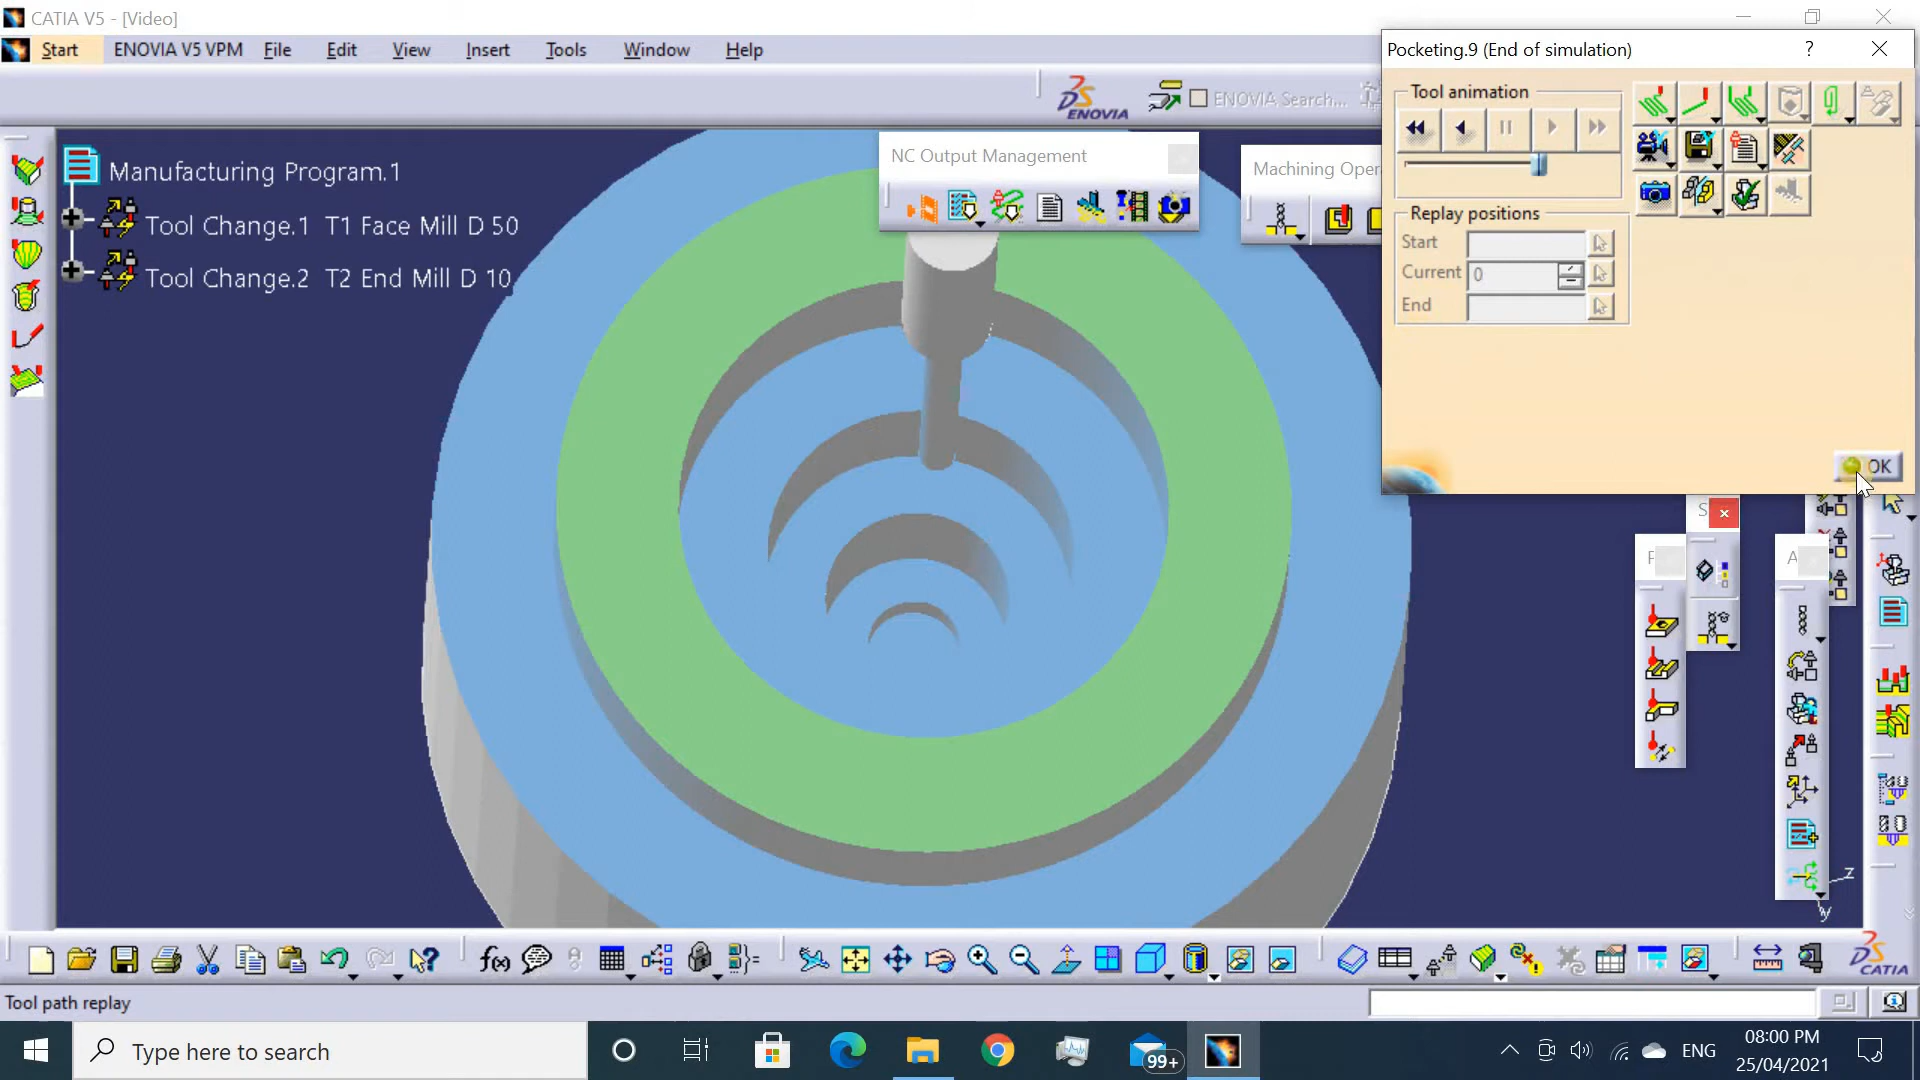 CATIA V5 - [Video]
Start ENOVIA V5 VPM File Edit View Insert Tools Window Help
ENOVIA
ENOVIA Search...
Pocketing.9 (End of simulation) ?
Tool animation
Replay positions
Start
Current 0
End
OK
NC Output Management
Machining Oper
Manufacturing Program.1
Tool Change.1 T1 Face Mill D 50
Tool Change.2 T2 End Mill D 10
S
F
A
z
y
f(x)
CATIA
Tool path replay
Type here to search
99+
ENG
08:00 PM
25/04/2021